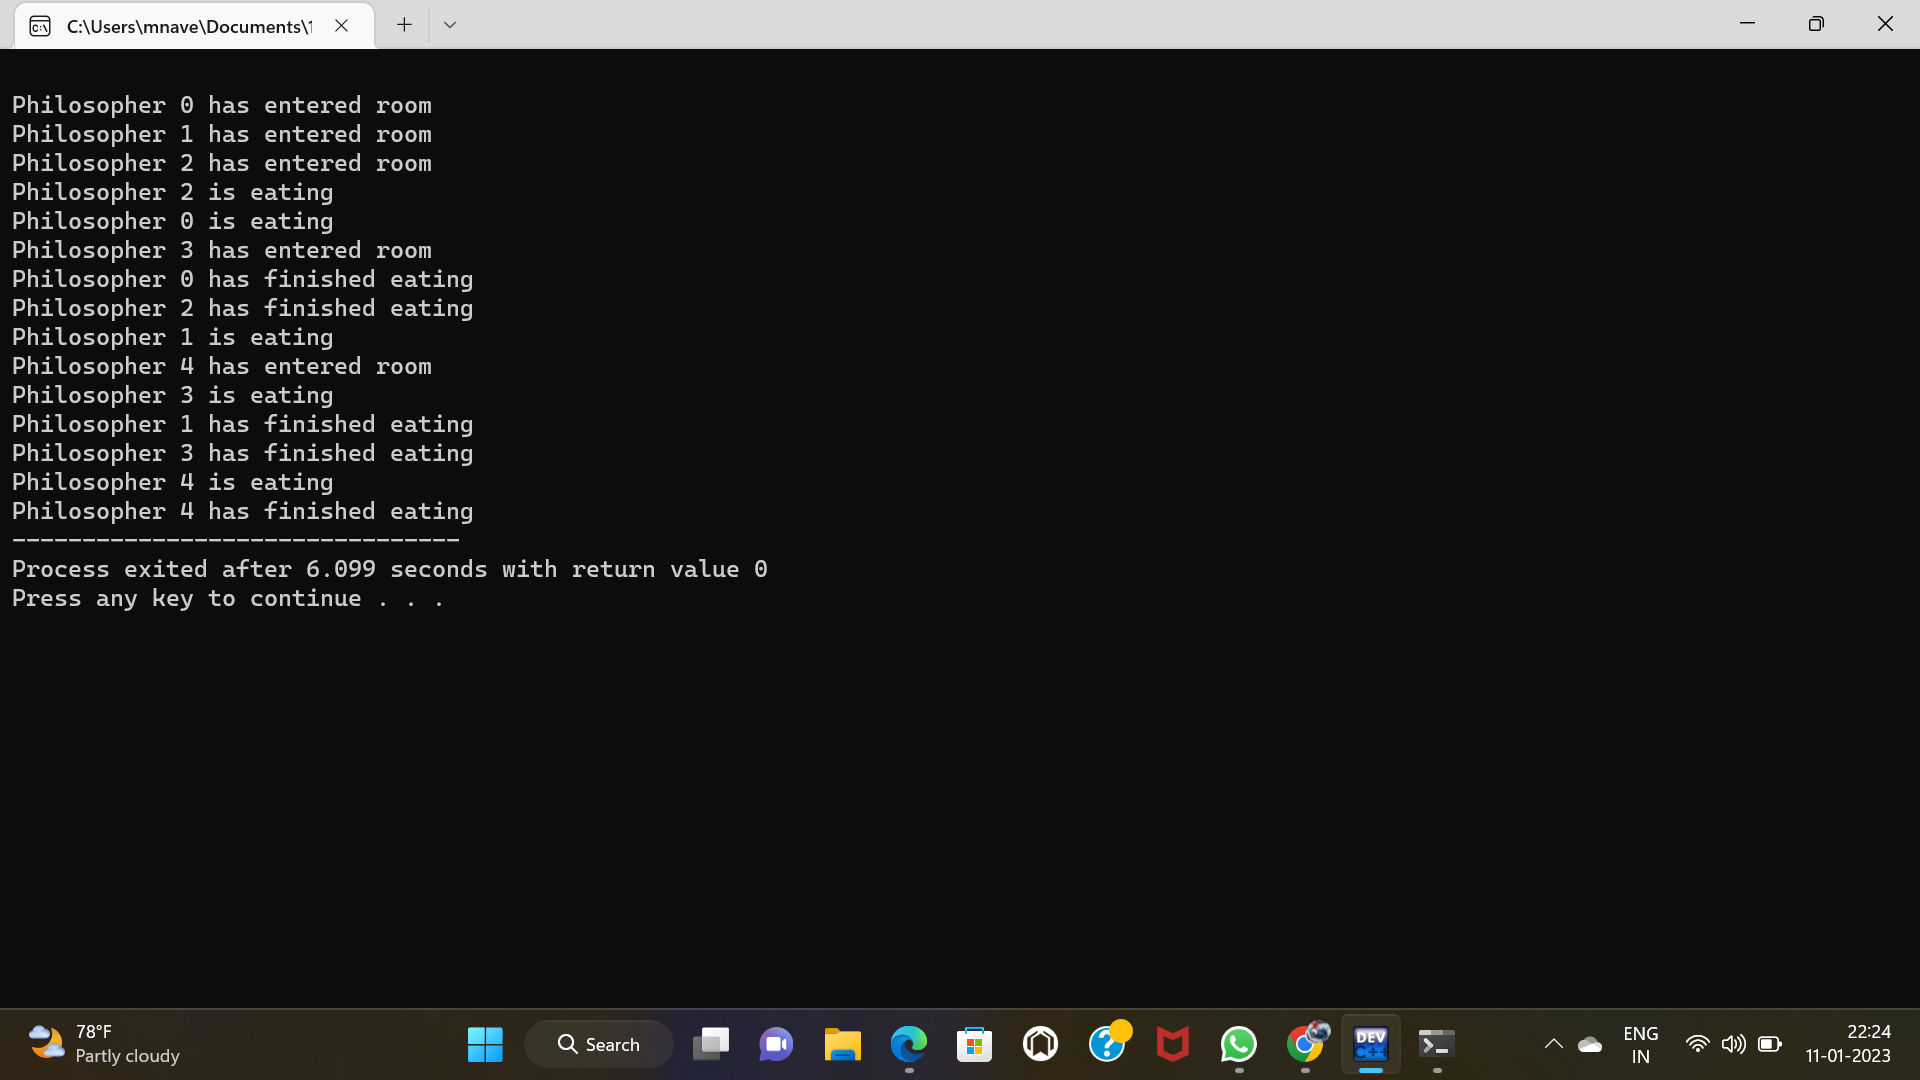 C:\Users\mnave\Documents\1
Philosopher 0 has entered room
Philosopher 1 has entered room
Philosopher 2 has entered room
Philosopher 2 is eating
Philosopher 0 is eating
Philosopher 3 has entered room
Philosopher 0 has finished eating
Philosopher 2 has finished eating
Philosopher 1 is eating
Philosopher 4 has entered room
Philosopher 3 is eating
Philosopher 1 has finished eating
Philosopher 3 has finished eating
Philosopher 4 is eating
Philosopher 4 has finished eating
--------------------------------
Process exited after 6.099 seconds with return value 0
Press any key to continue . . .
78°F
Partly cloudy
Search
DEV
C++
ENG
IN
22:24
11-01-2023